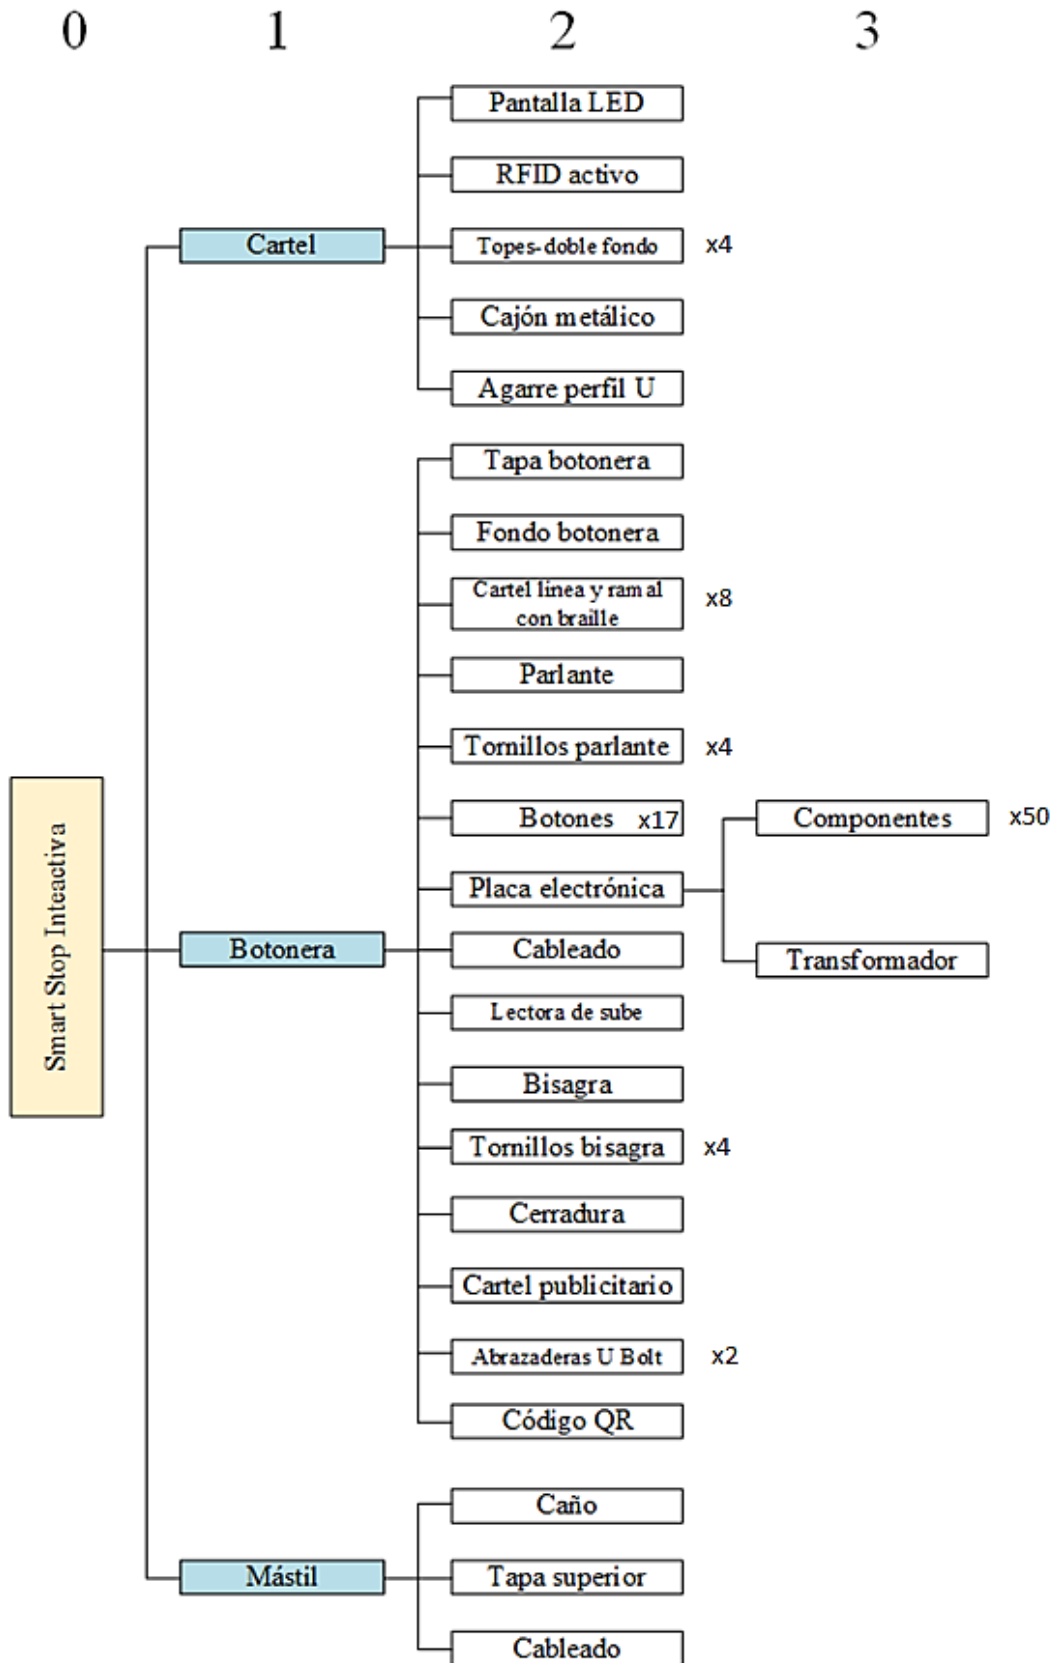 0 1 2 3
Pantalla LED
RFID activo
Cartel
Topes-doble fondo x4
Cajón metálico
Agarre perfil U
Tapa botonera
Fondo botonera
Cartel línea y ramal
con braille
x8
Parlante
Tornillos parlante x4
Botones x17
Componentes x50
Placa electrónica
Smart Stop Inteactiva
Botonera
Cableado
Transformador
Lectora de sube
Bisagra
Tornillos bisagra x4
Cerradura
Cartel publicitario
Abrazaderas U Bolt x2
Código QR
Caño
Mástil
Tapa superior
Cableado